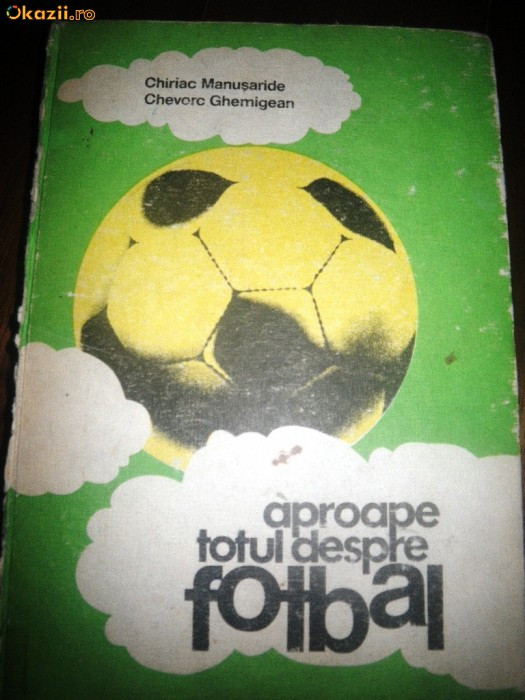 Okazii.ro
Chiriac Manușaride
Chevorc Ghemigean
aproape
totul despre
fotbal